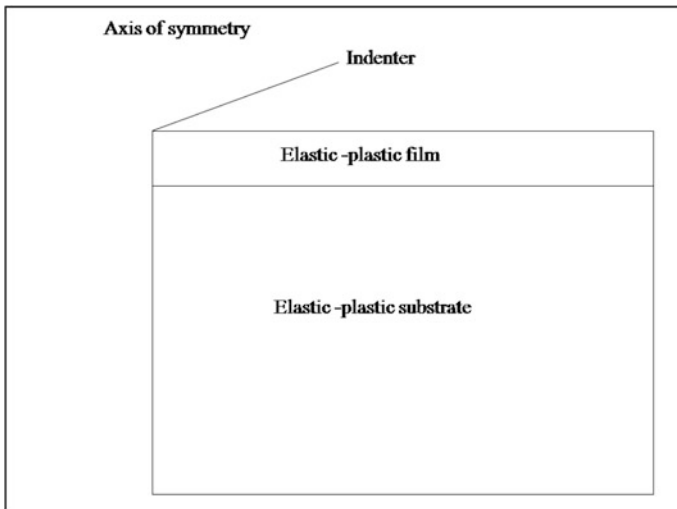 Axis of symmetry
Indenter
Elastic -plastic film
Elastic -plastic substrate